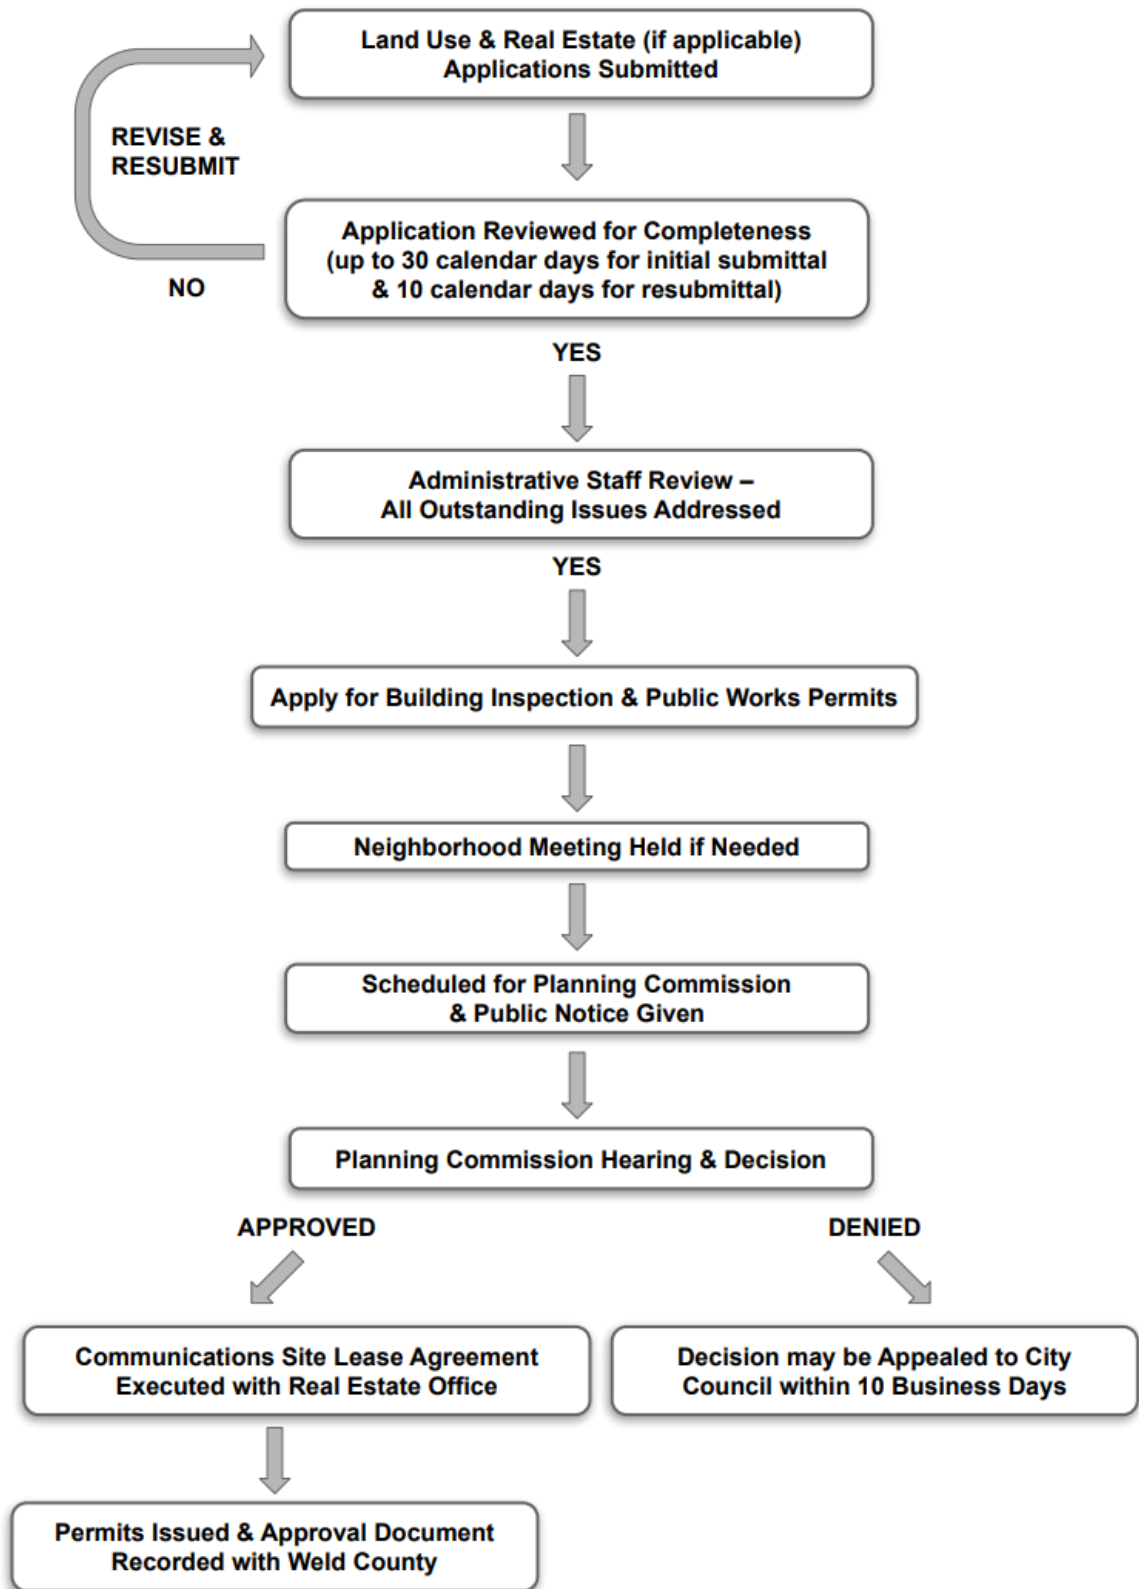 Land Use & Real Estate (if applicable)
Applications Submitted
REVISE &
RESUBMIT
Application Reviewed for Completeness
(up to 30 calendar days for initial submittal
& 10 calendar days for resubmittal)
NO
YES
Administrative Staff Review –
All Outstanding Issues Addressed
YES
Apply for Building Inspection & Public Works Permits
Neighborhood Meeting Held if Needed
Scheduled for Planning Commission
& Public Notice Given
Planning Commission Hearing & Decision
APPROVED
DENIED
Communications Site Lease Agreement
Executed with Real Estate Office
Decision may be Appealed to City
Council within 10 Business Days
Permits Issued & Approval Document
Recorded with Weld County